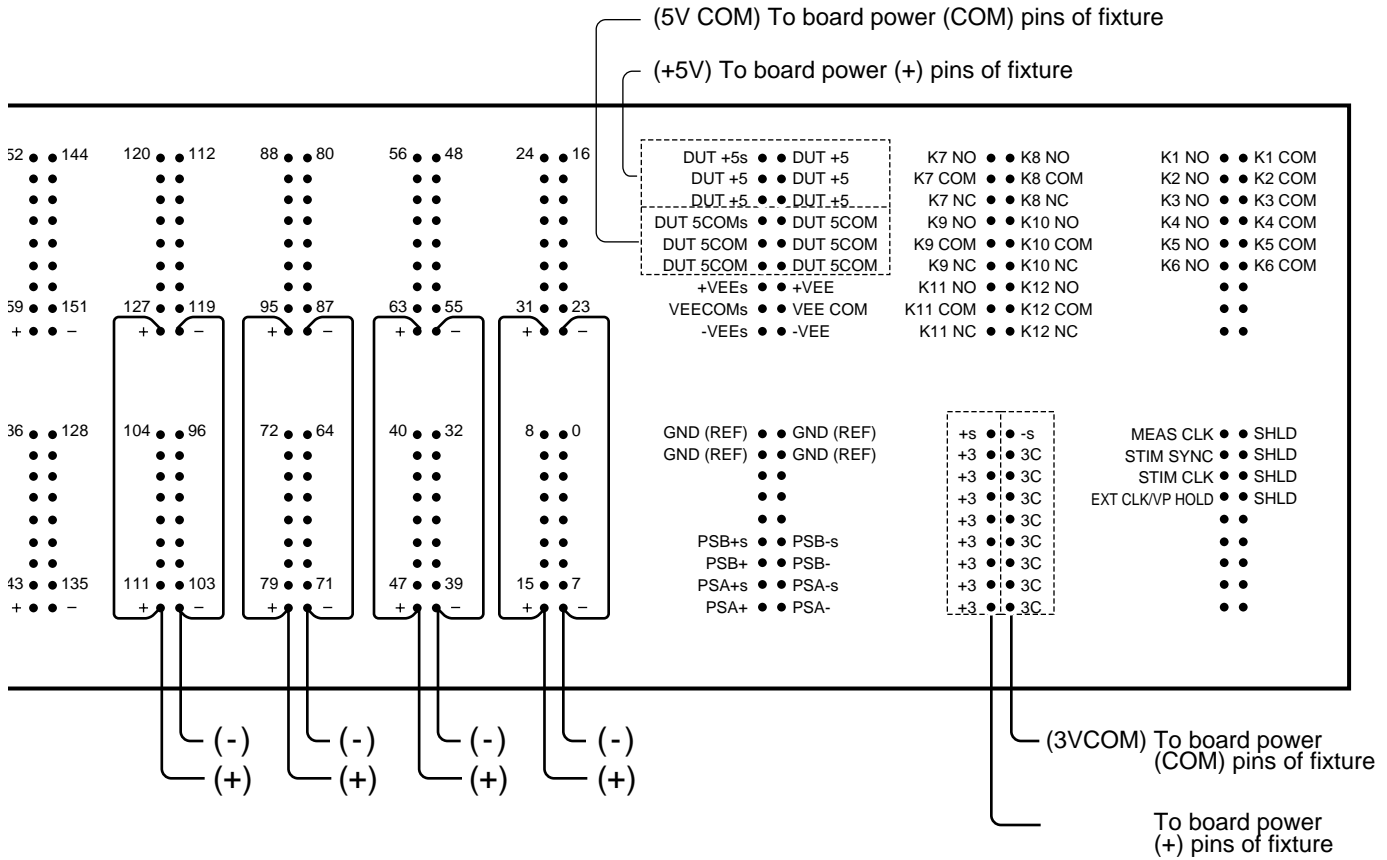 (5V COM) To board power (COM) pins of fixture
(+5V) To board power (+) pins of fixture
52 144 120 112 88 80 56 48 24 16 DUT +5s DUT +5 K7 NO K8 NO K1 NO K1 COM
DUT +5 DUT +5 K7 COM K8 COM K2 NO K2 COM
DUT +5 DUT +5 K7 NC K8 NC K3 NO K3 COM
DUT 5COMs DUT 5COM K9 NO K10 NO K4 NO K4 COM
DUT 5COM DUT 5COM K9 COM K10 COM K5 NO K5 COM
DUT 5COM DUT 5COM K9 NC K10 NC K6 NO K6 COM
+VEEs +VEE K11 NO K12 NO
59 151 127 119 95 87 63 55 31 23 VEECOMs VEE COM K11 COM K12 COM
+ – + – + – + – + – -VEEs -VEE K11 NC K12 NC
36 128 104 96 72 64 40 32 8 0 GND (REF) GND (REF) +s -s MEAS CLK SHLD
GND (REF) GND (REF) +3 3C STIM SYNC SHLD
+3 3C STIM CLK SHLD
+3 3C EXT CLK/VP HOLD SHLD
+3 3C
PSB+s PSB-s +3 3C
PSB+ PSB- +3 3C
43 135 111 103 79 71 47 39 15 7 PSA+s PSA-s +3 3C
+ – + – + – + – + – PSA+ PSA- +3 3C
(-) (-) (-) (-) (3VCOM) To board power
(COM) pins of fixture
(+) (+) (+) (+)
To board power
(+) pins of fixture